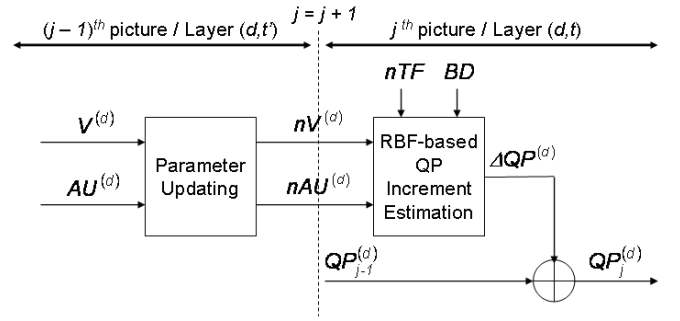 j = j + 1
(j – 1)th picture / Layer (d,t')
j th picture / Layer (d,t)
nTF BD
V(d)
nV(d)
AU(d)
nAU(d)
Parameter
Updating
RBF-based
QP
Increment
Estimation
ΔQP(d)
QP(d)j-1
QP(d)j